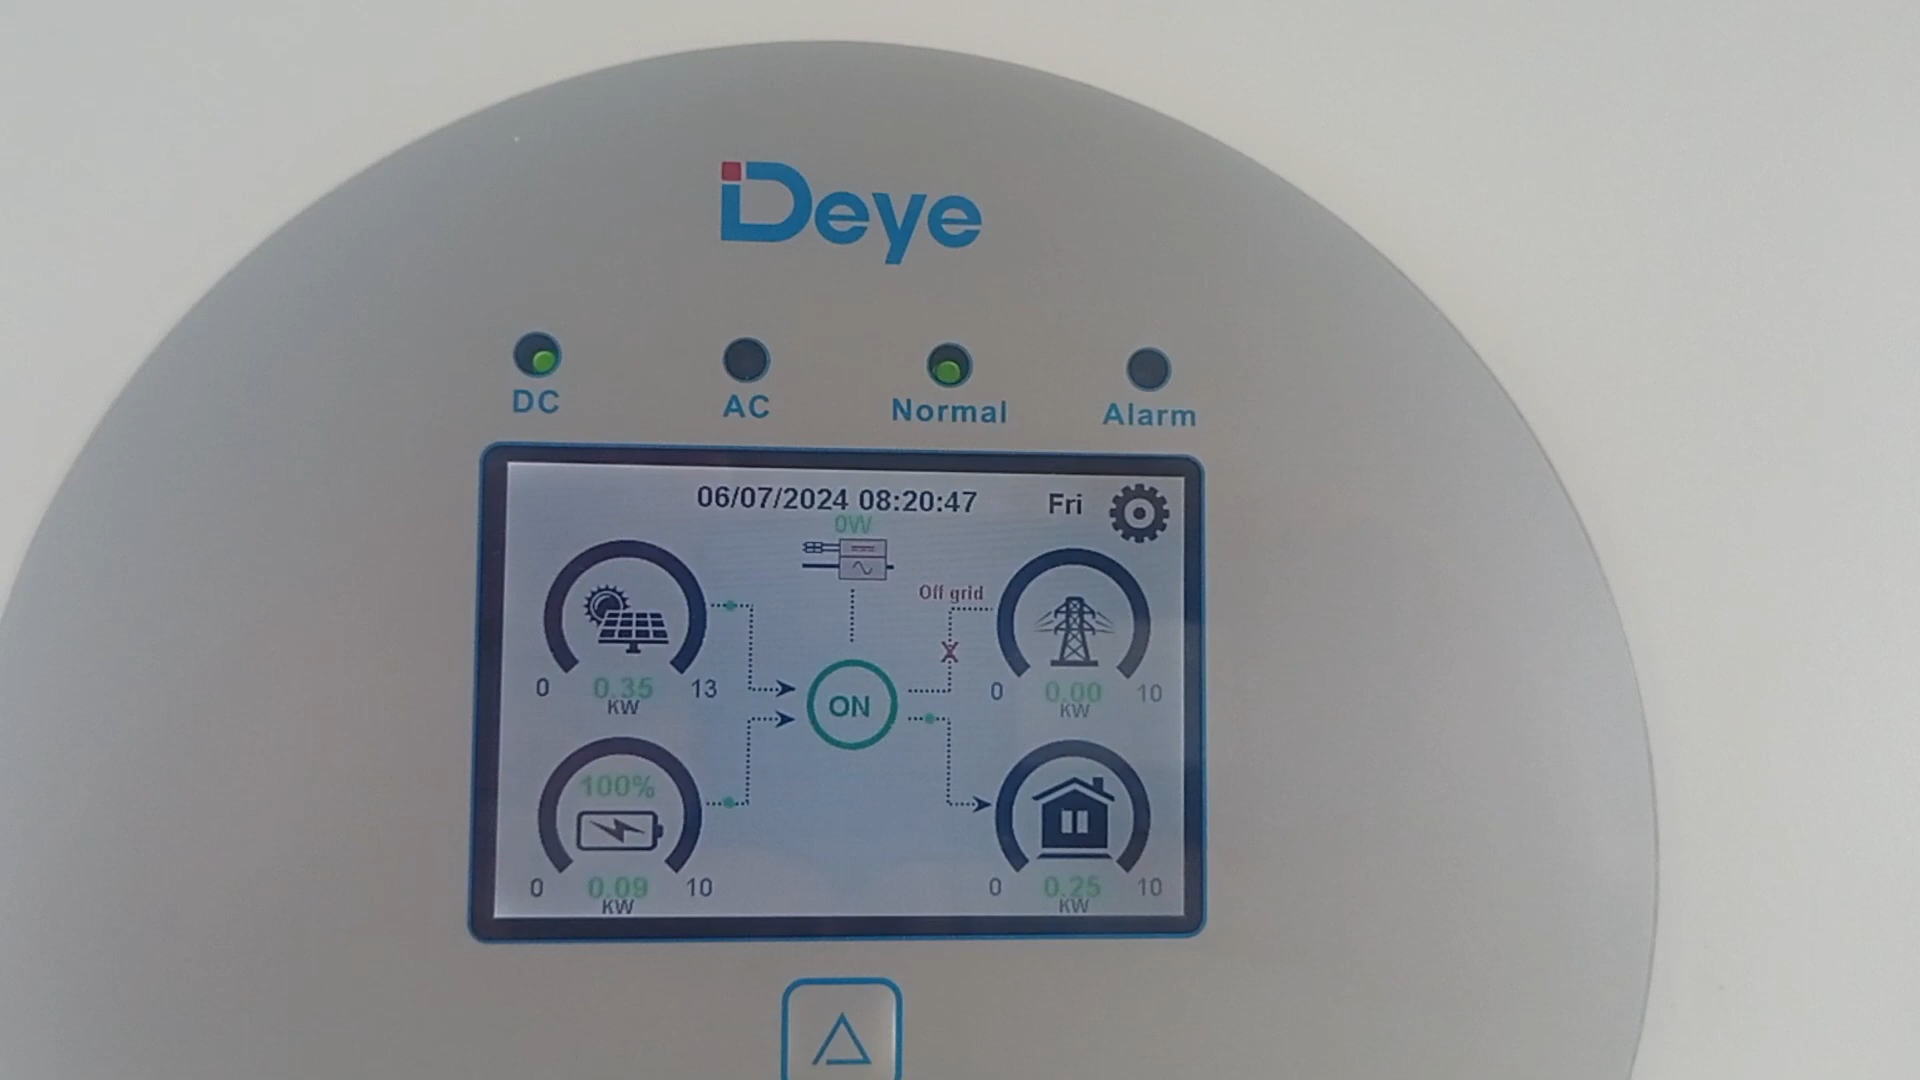 Deye
DC AC Normal Alarm
06/07/2024 08:20:47 Fri
0W
Off grid
0 0.35 13
KW
ON
0 0.00 10
KW
100%
0 0.09 10
KW
0 0.25 10
KW